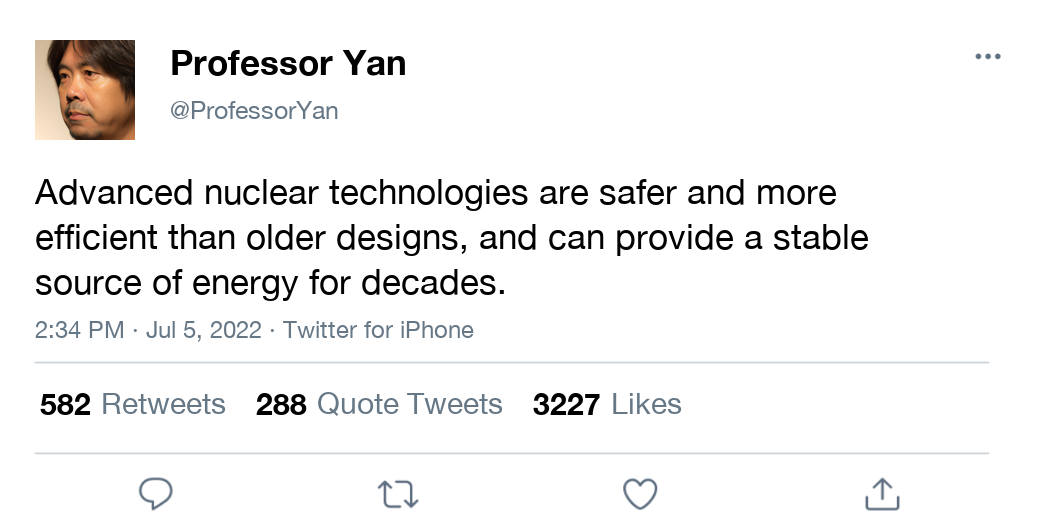 Professor Yan
@ProfessorYan
Advanced nuclear technologies are safer and more
efficient than older designs, and can provide a stable
source of energy for decades.
2:34 PM · Jul 5, 2022 · Twitter for iPhone
582 Retweets 288 Quote Tweets 3227 Likes